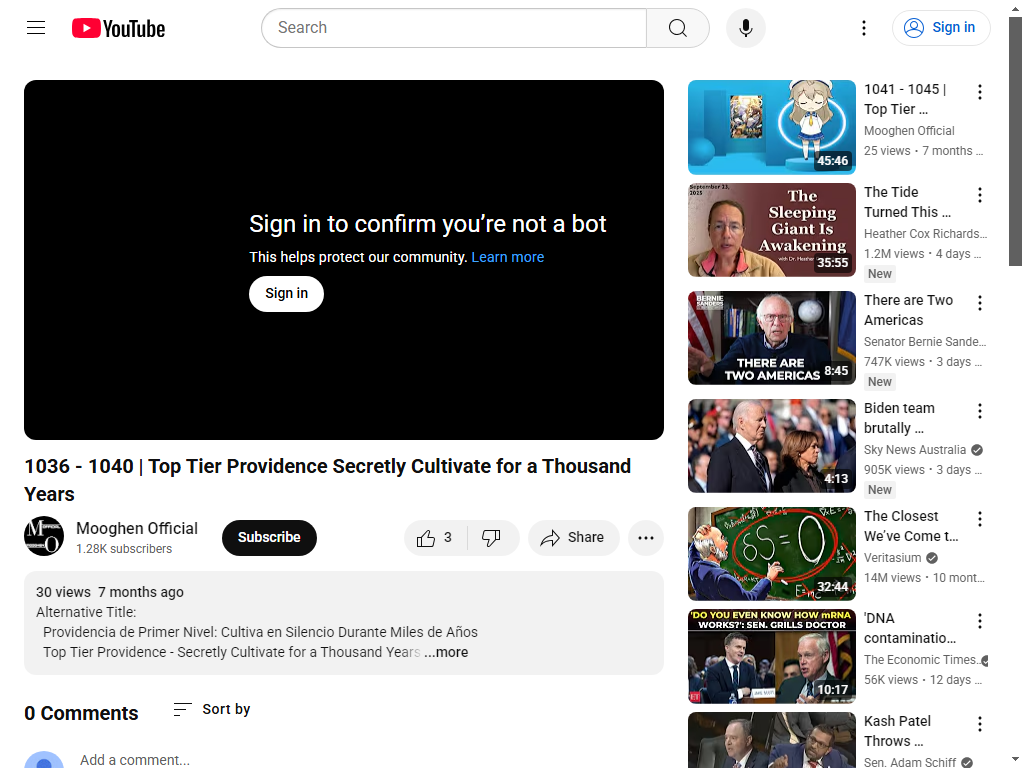 YouTube
Search
Sign in
Sign in to confirm you’re not a bot
This helps protect our community. Learn more
Sign in
1036 - 1040 | Top Tier Providence Secretly Cultivate for a Thousand
Years
Mooghen Official
1.28K subscribers
Subscribe
3
Share
30 views 7 months ago
Alternative Title:
Providencia de Primer Nivel: Cultiva en Silencio Durante Miles de Años
Top Tier Providence - Secretly Cultivate for a Thousand Years ...more
0 Comments
Sort by
Add a comment...
45:46
1041 - 1045 |
Top Tier ...
Mooghen Official
25 views • 7 months ...
September 13,
2025
The
Sleeping
Giant Is
Awakening
35:55
The Tide
Turned This ...
Heather Cox Richards...
1.2M views • 4 days ...
New
BERNIE
SANDERS
THERE ARE
TWO AMERICAS
8:45
There are Two
Americas
Senator Bernie Sande...
747K views • 3 days ...
New
4:13
Biden team
brutally ...
Sky News Australia
905K views • 3 days ...
New
δS=0
32:44
The Closest
We’ve Come t...
Veritasium
14M views • 10 mont...
'DO YOU EVEN KNOW HOW mRNA
WORKS?': SEN. GRILLS DOCTOR
10:17
'DNA
contaminatio...
The Economic Times
56K views • 12 days ...
Kash Patel
Throws ...
Sen. Adam Schiff